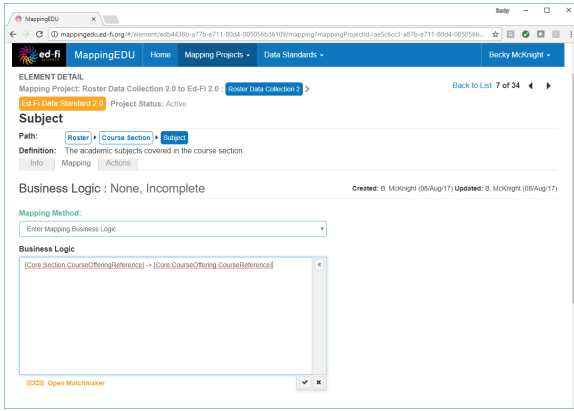 MappingEDU
Becky
mappingedu.ed-fi.org/#/element/edb4438b-a77b-e711-80d4-005056b36109/mapping?mappingProjectId=ae5c6cc3-a87b-e711-80d4-005056b...
ed-fi
ALLIANCE
MappingEDU
Home
Mapping Projects
Data Standards
Becky McKnight
ELEMENT DETAIL
Mapping Project: Roster Data Collection 2.0 to Ed-Fi 2.0 : Roster Data Collection 2
Back to List 7 of 34
Ed-Fi Data Standard 2.0 Project Status: Active
Subject
Path: Roster Course Section Subject
Definition: The academic subjects covered in the course section.
Info Mapping Actions
Business Logic : None, Incomplete
Created: B. McKnight (08/Aug/17) Updated: B. McKnight (08/Aug/17)
Mapping Method:
Enter Mapping Business Logic
Business Logic
[Core.Section.CourseOfferingReference] -> [Core.CourseOffering.CourseReference]
Open Matchmaker